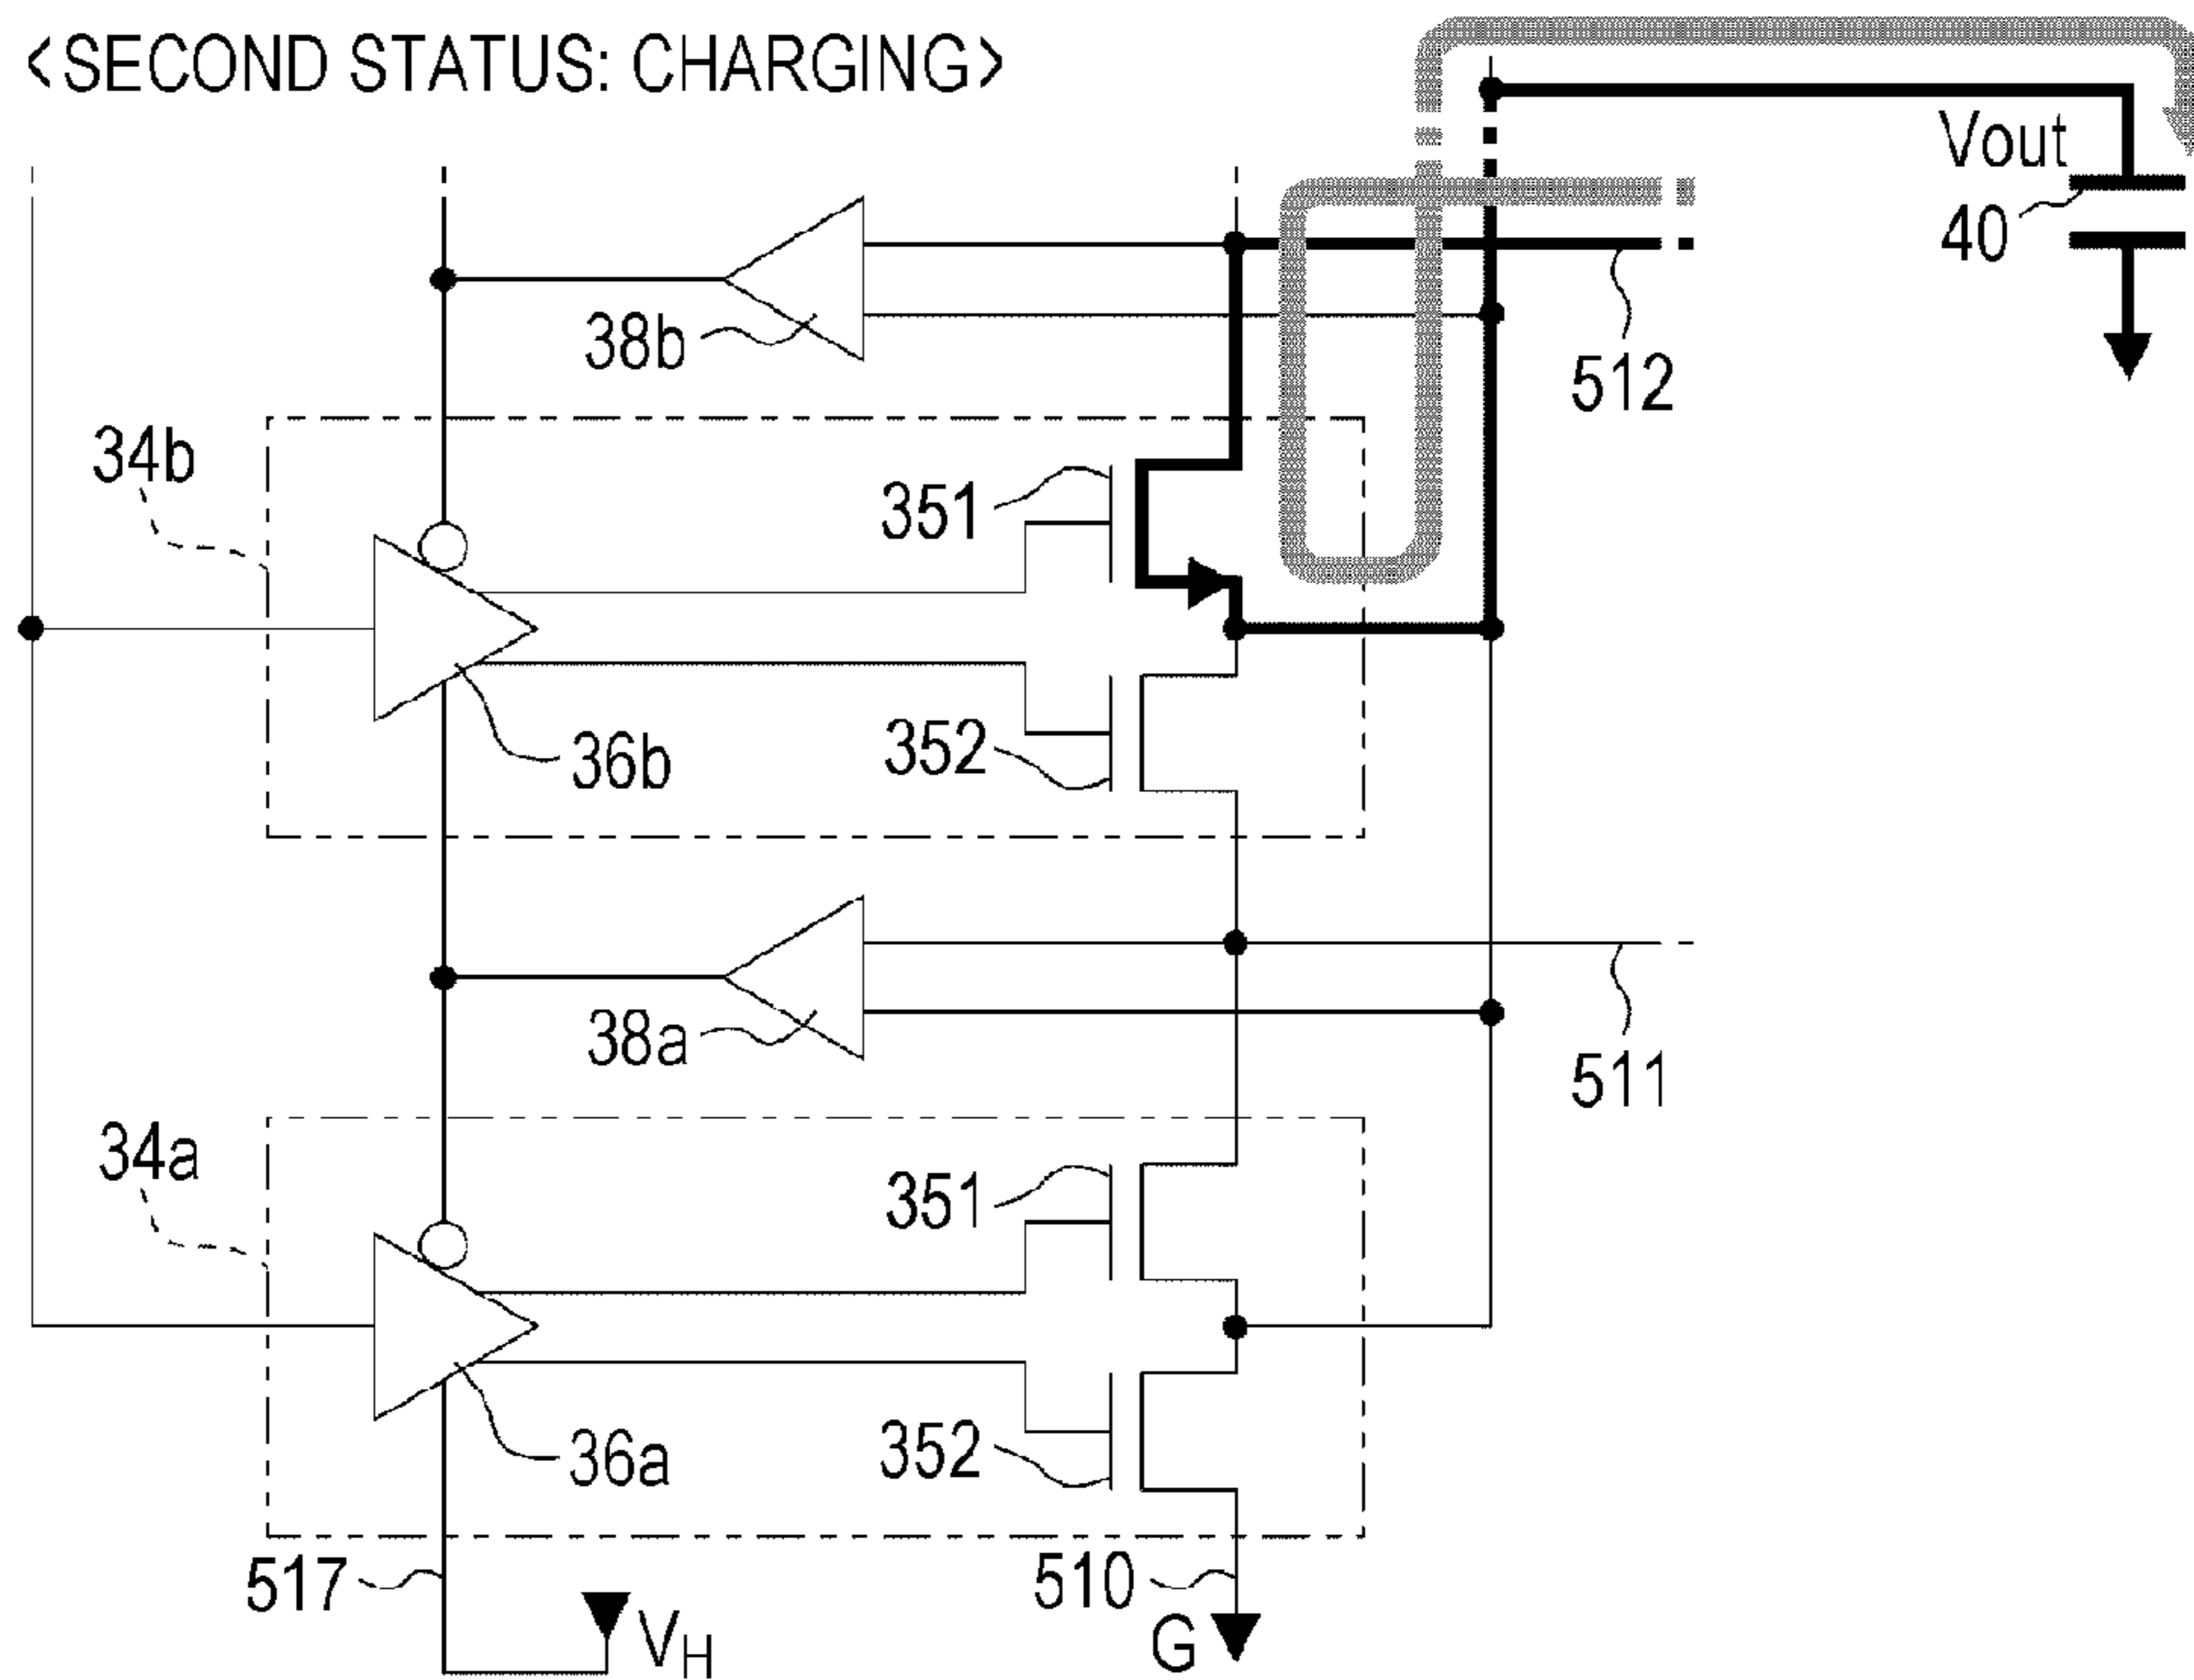 <SECOND STATUS: CHARGING>
Vout
40
38b
512
34b
351
36b
352
38a
511
34a
351
36a
352
517
510
VH
G